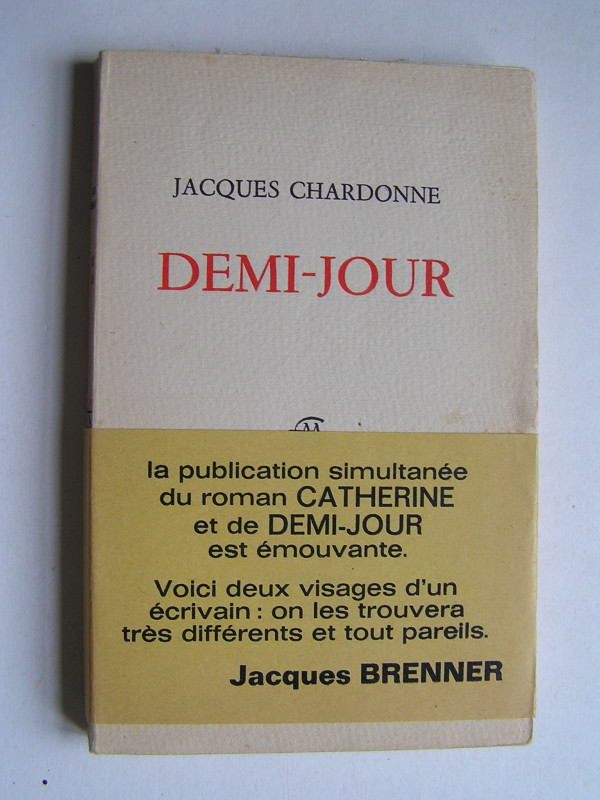 JACQUES CHARDONNE
DEMI-JOUR
la publication simultanée
du roman CATHERINE
et de DEMI-JOUR
est émouvante.
Voici deux visages d'un
écrivain : on les trouvera
très différents et tout pareils.
Jacques BRENNER